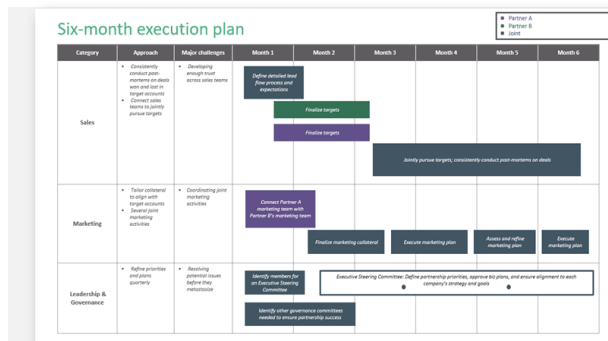 Six-month execution plan
Partner A
Partner B
Joint
Category
Approach
Major challenges
Month 1
Month 2
Month 3
Month 4
Month 5
Month 6
Sales
Consistently
conduct post-
mortems on deals
won and lost in
target accounts
Connect sales
teams to jointly
pursue targets
Developing
enough trust
across sales teams
Define detailed lead
flow process and
expectations
Finalize targets
Finalize targets
Jointly pursue targets; consistently conduct post-mortems on deals
Marketing
Tailor collateral
to align with
target accounts
Several joint
marketing
activities
Coordinating joint
marketing
activities
Connect Partner A
marketing team with
Partner B's marketing team
Finalize marketing collateral
Execute marketing plan
Assess and refine
marketing plan
Execute
marketing plan
Leadership &
Governance
Refine priorities
and plans
quarterly
Resolving
potential issues
before they
metastasize
Identify members for
an Executive Steering
Committee
Executive Steering Committee: Define partnership priorities, approve biz plans, and ensure alignment to each
company's strategy and goals
Identify other governance committees
needed to ensure partnership success